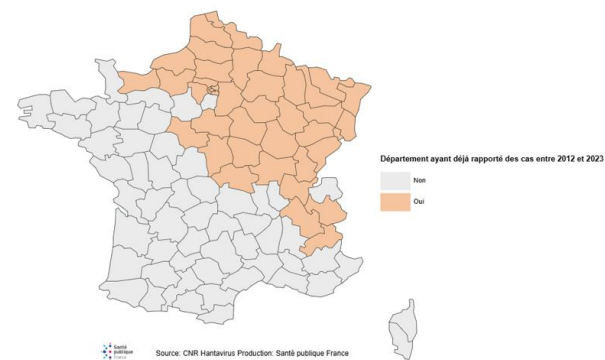 Département ayant déjà rapporté des cas entre 2012 et 2023
Non
Oui
Santé
publique
France
Source: CNR Hantavirus Production: Santé publique France